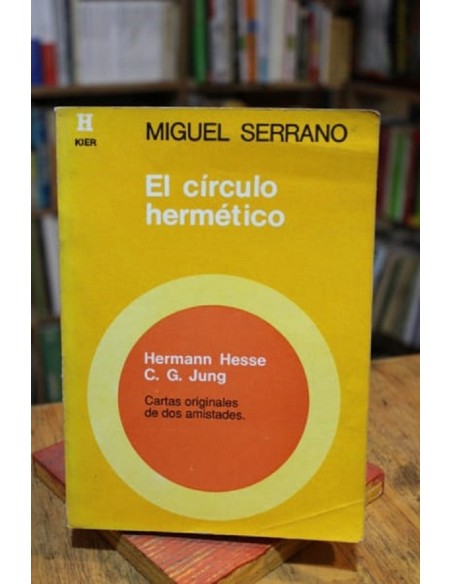 H
KIER
MIGUEL SERRANO
El círculo
hermético
Hermann Hesse
C. G. Jung
Cartas originales
de dos amistades.